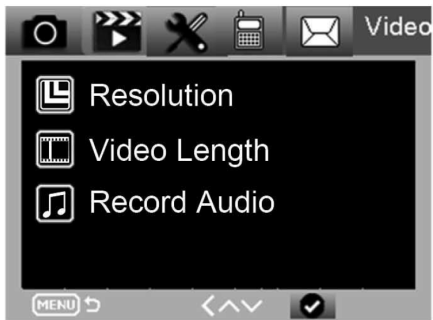 Video
Resolution
Video Length
Record Audio
MENU